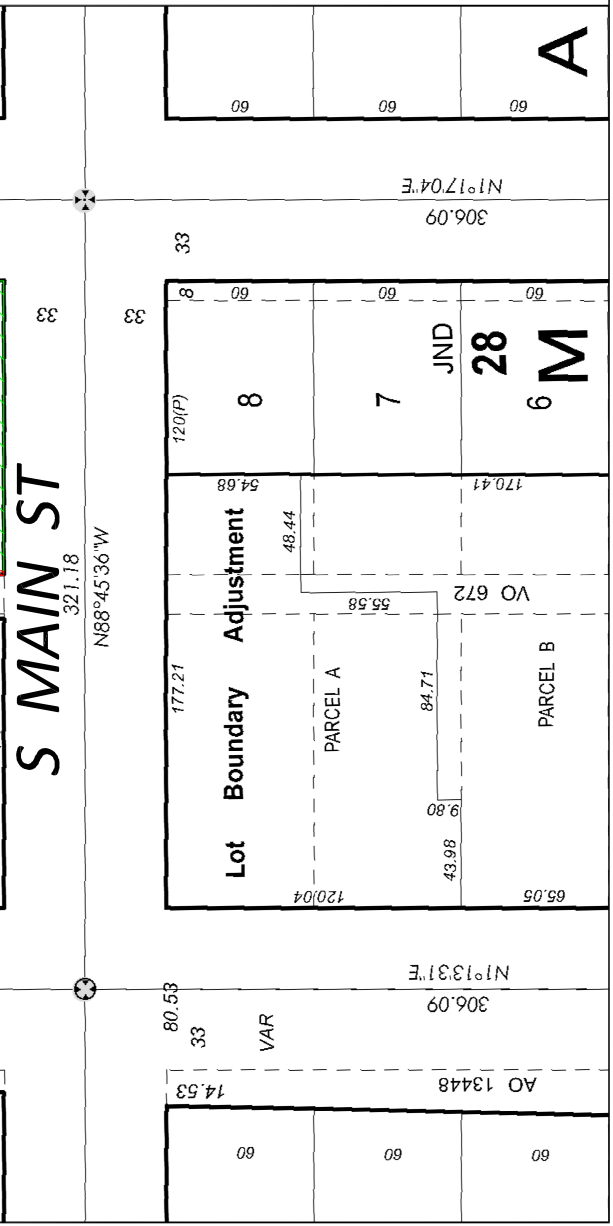 A
60
60
60
N1°17'04"E
306.09
33
33
33
8
60
60
60
JND
28
M
120(P)
8
7
6
S MAIN ST
321.18
N88°45'36"W
54.68
170.41
48.44
VO 672
55.58
177.21
Lot Boundary Adjustment
PARCEL A
84.71
PARCEL B
9.80
43.98
120.04
65.05
N1°13'31"E
306.09
80.53
33
VAR
14.53
AO 13448
60
60
60